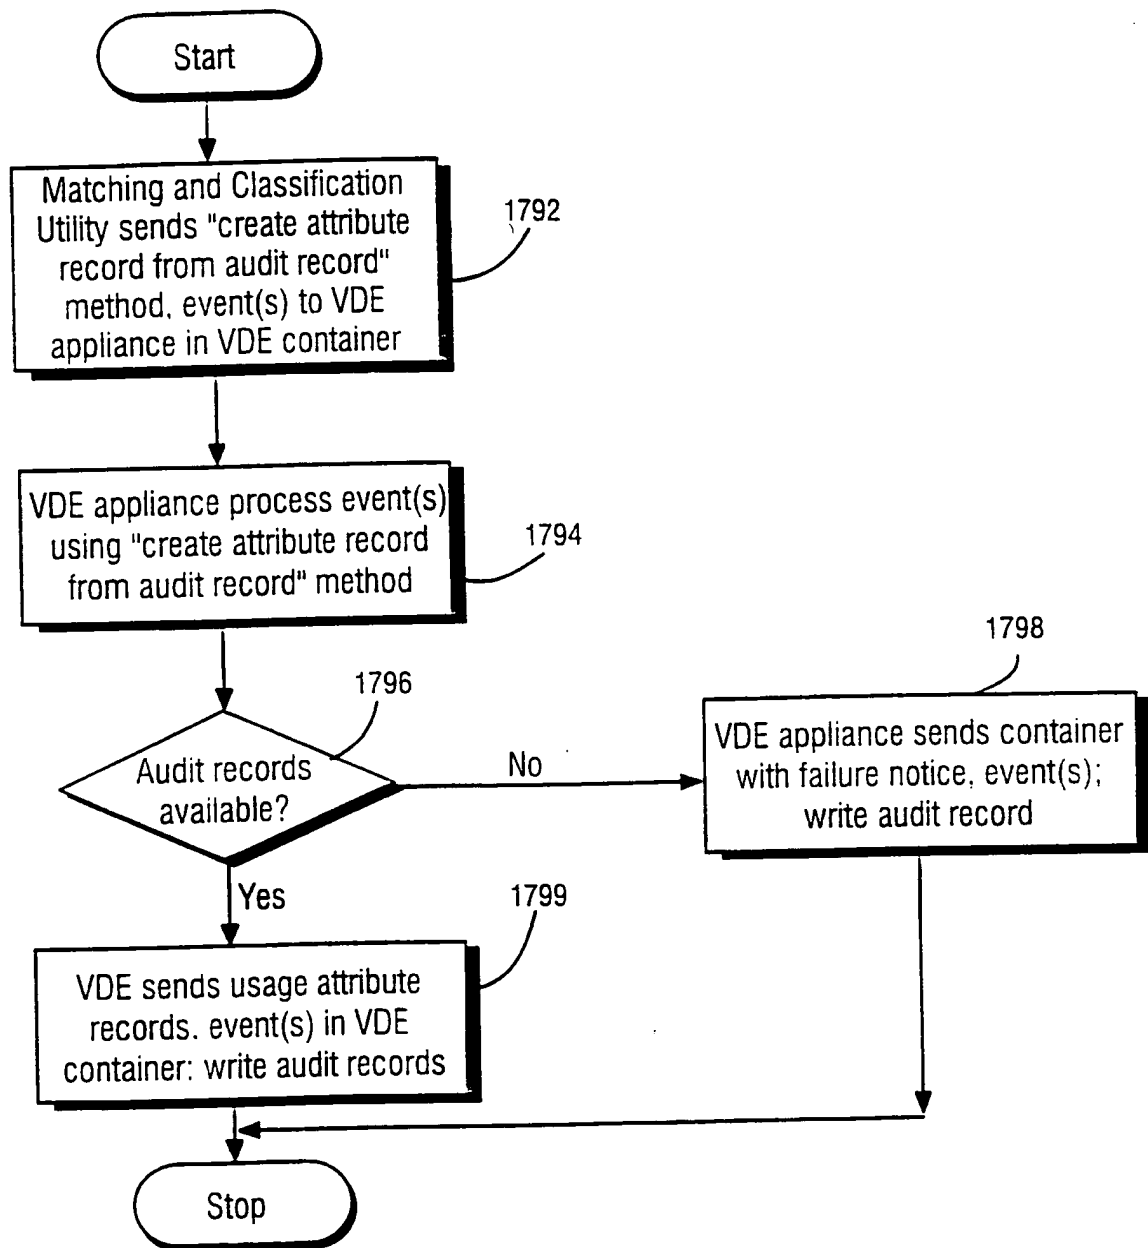 Start
Matching and Classification
Utility sends "create attribute
record from audit record"
method, event(s) to VDE
appliance in VDE container
1792
VDE appliance process event(s)
using "create attribute record
from audit record" method
1794
1796
Audit records
available?
No
Yes
1798
VDE appliance sends container
with failure notice, event(s);
write audit record
1799
VDE sends usage attribute
records. event(s) in VDE
container: write audit records
Stop